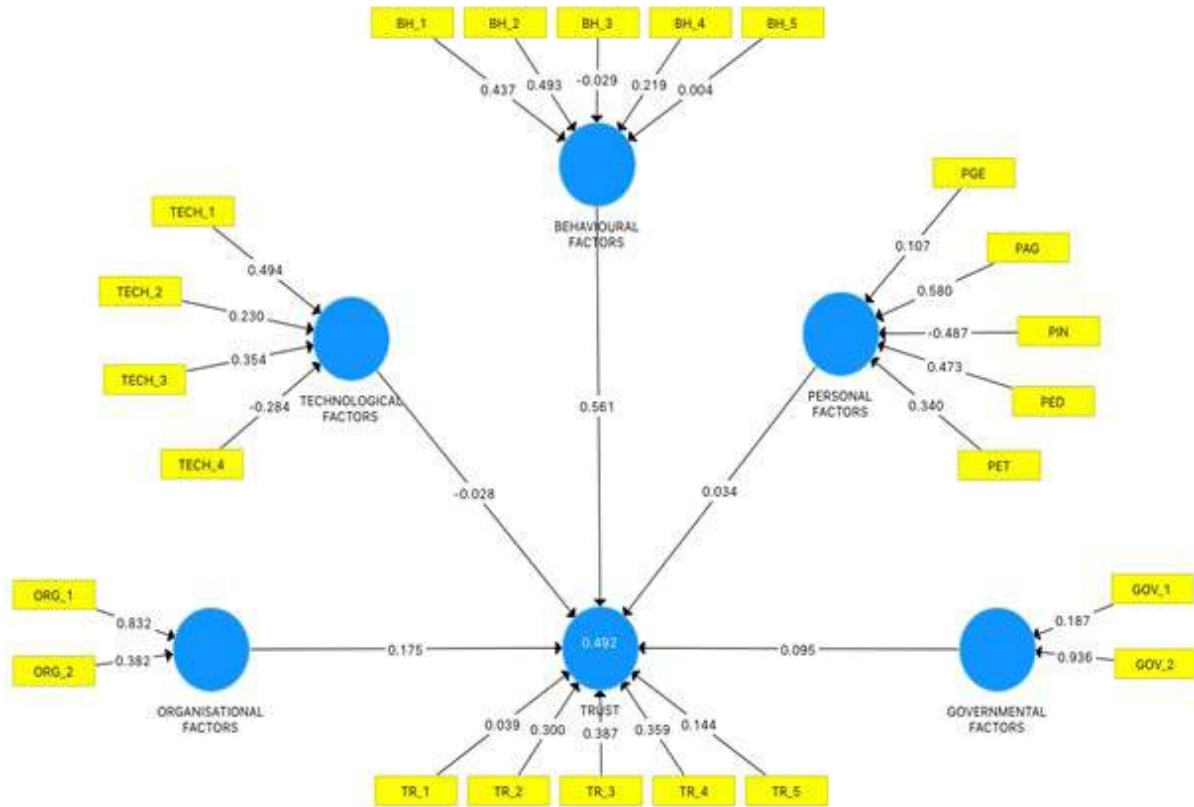 BH_1
BH_2
BH_3
BH_4
BH_5
0.437
0.493
-0.029
0.219
0.004
BEHAVIOURAL
FACTORS
TECH_1
TECH_2
TECH_3
TECH_4
0.494
0.230
0.354
-0.284
TECHNOLOGICAL
FACTORS
PGE
PAG
PIN
PED
PET
0.107
0.580
-0.487
0.473
0.340
PERSONAL
FACTORS
0.561
-0.028
0.034
ORG_1
ORG_2
0.832
0.382
ORGANISATIONAL
FACTORS
0.175
0.492
TRUST
0.095
GOV_1
GOV_2
0.187
0.936
GOVERNMENTAL
FACTORS
0.039
0.300
0.387
0.359
0.144
TR_1
TR_2
TR_3
TR_4
TR_5